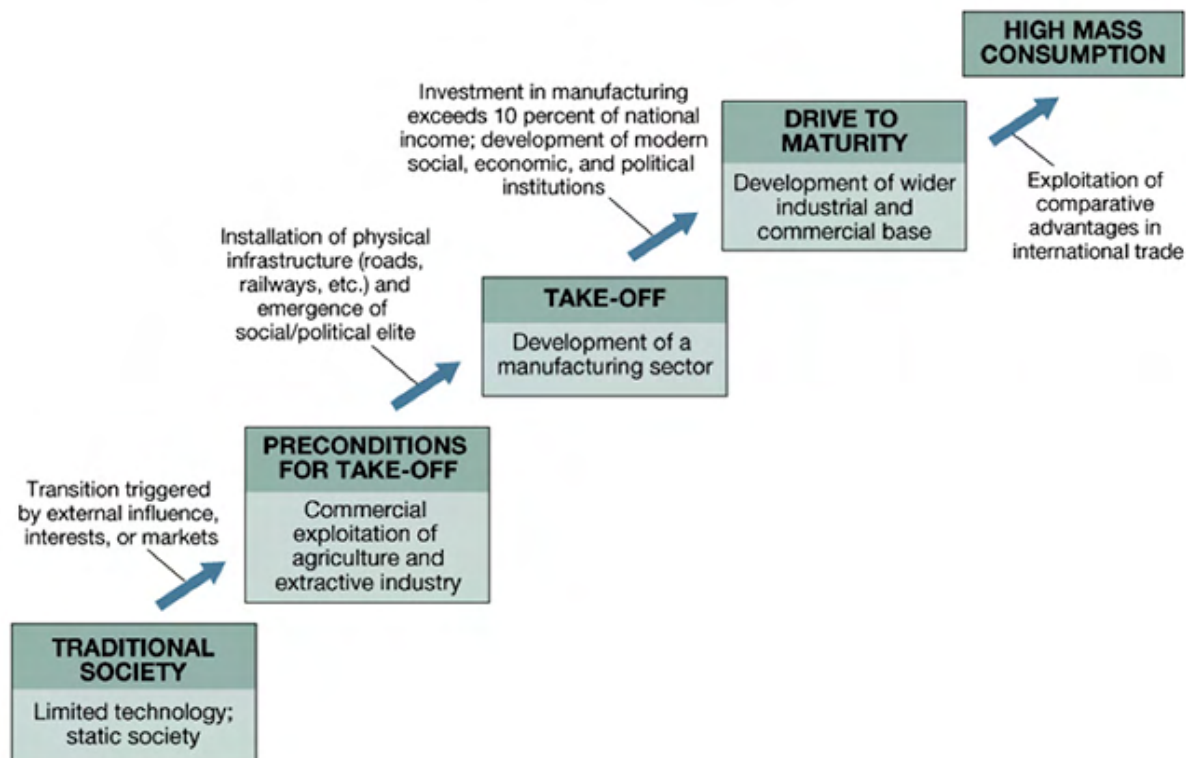 HIGH MASS
CONSUMPTION
Investment in manufacturing
exceeds 10 percent of national
income; development of modern
social, economic, and political
institutions
DRIVE TO
MATURITY
Development of wider
industrial and
commercial base
Exploitation of
comparative
advantages in
international trade
Installation of physical
infrastructure (roads,
railways, etc.) and
emergence of
social/political elite
TAKE-OFF
Development of a
manufacturing sector
PRECONDITIONS
FOR TAKE-OFF
Commercial
exploitation of
agriculture and
extractive industry
Transition triggered
by external influence,
interests, or markets
TRADITIONAL
SOCIETY
Limited technology;
static society